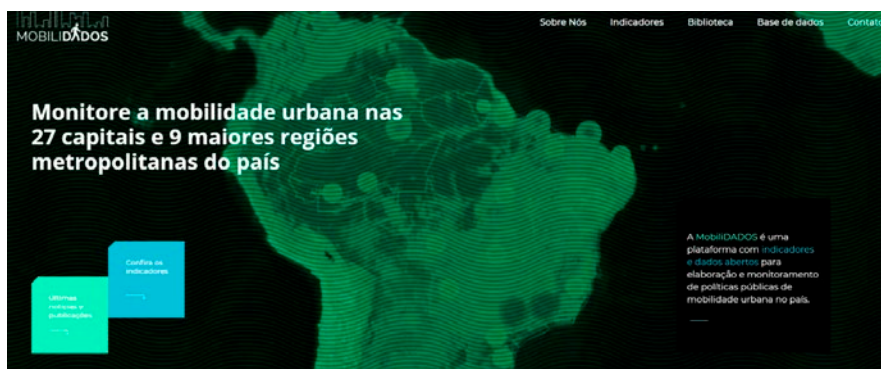 MOBILIDADOS
Sobre Nós
Indicadores
Biblioteca
Base de dados
Contato
Monitore a mobilidade urbana nas
27 capitais e 9 maiores regiões
metropolitanas do país
Confira os
indicadores
Últimas
notícias e
publicações
A MobiliDADOS é uma
plataforma com indicadores
e dados abertos para
elaboração e monitoramento
de políticas públicas de
mobilidade urbana no país.